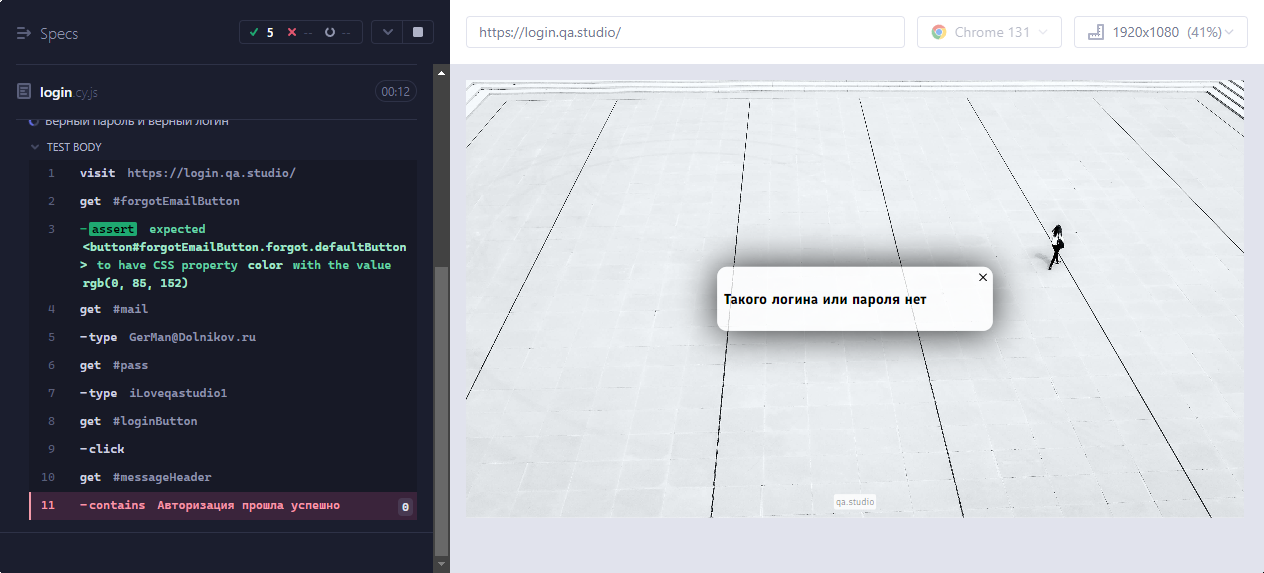 Specs
5
--
--
login.cy.js
00:12
Верный пароль и верный логин
TEST BODY
1 visit https://login.qa.studio/
2 get #forgotEmailButton
3 -assert expected
<button#forgotEmailButton.forgot.defaultButton
> to have CSS property color with the value
rgb(0, 85, 152)
4 get #mail
5 -type GerMan@Dolnikov.ru
6 get #pass
7 -type iLoveqastudio1
8 get #loginButton
9 -click
10 get #messageHeader
11 -contains Авторизация прошла успешно 0
https://login.qa.studio/
Chrome 131
1920x1080 (41%)
Такого логина или пароля нет
qa.studio